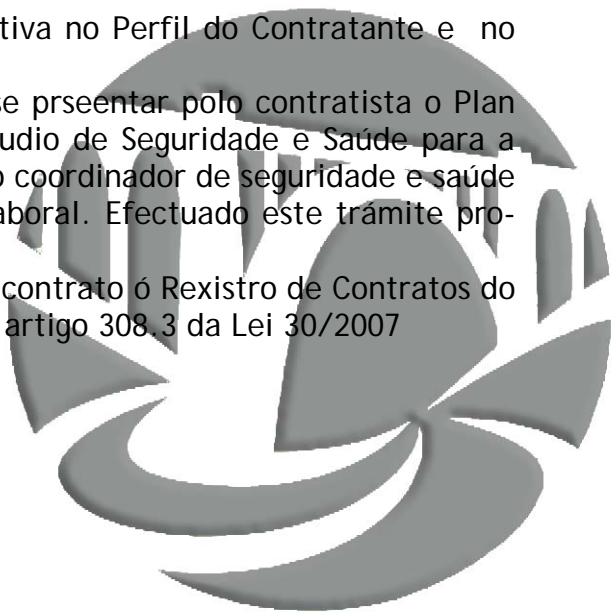 tiva no Perfil do Contratante e no
se prseentar polo contratista o Plan
udio de Seguridade e Saúde para a
o coordinador de seguridade e saúde
aboral. Efectuado este trámite pro-
contrato ó Rexistro de Contratos do
artigo 308.3 da Lei 30/2007